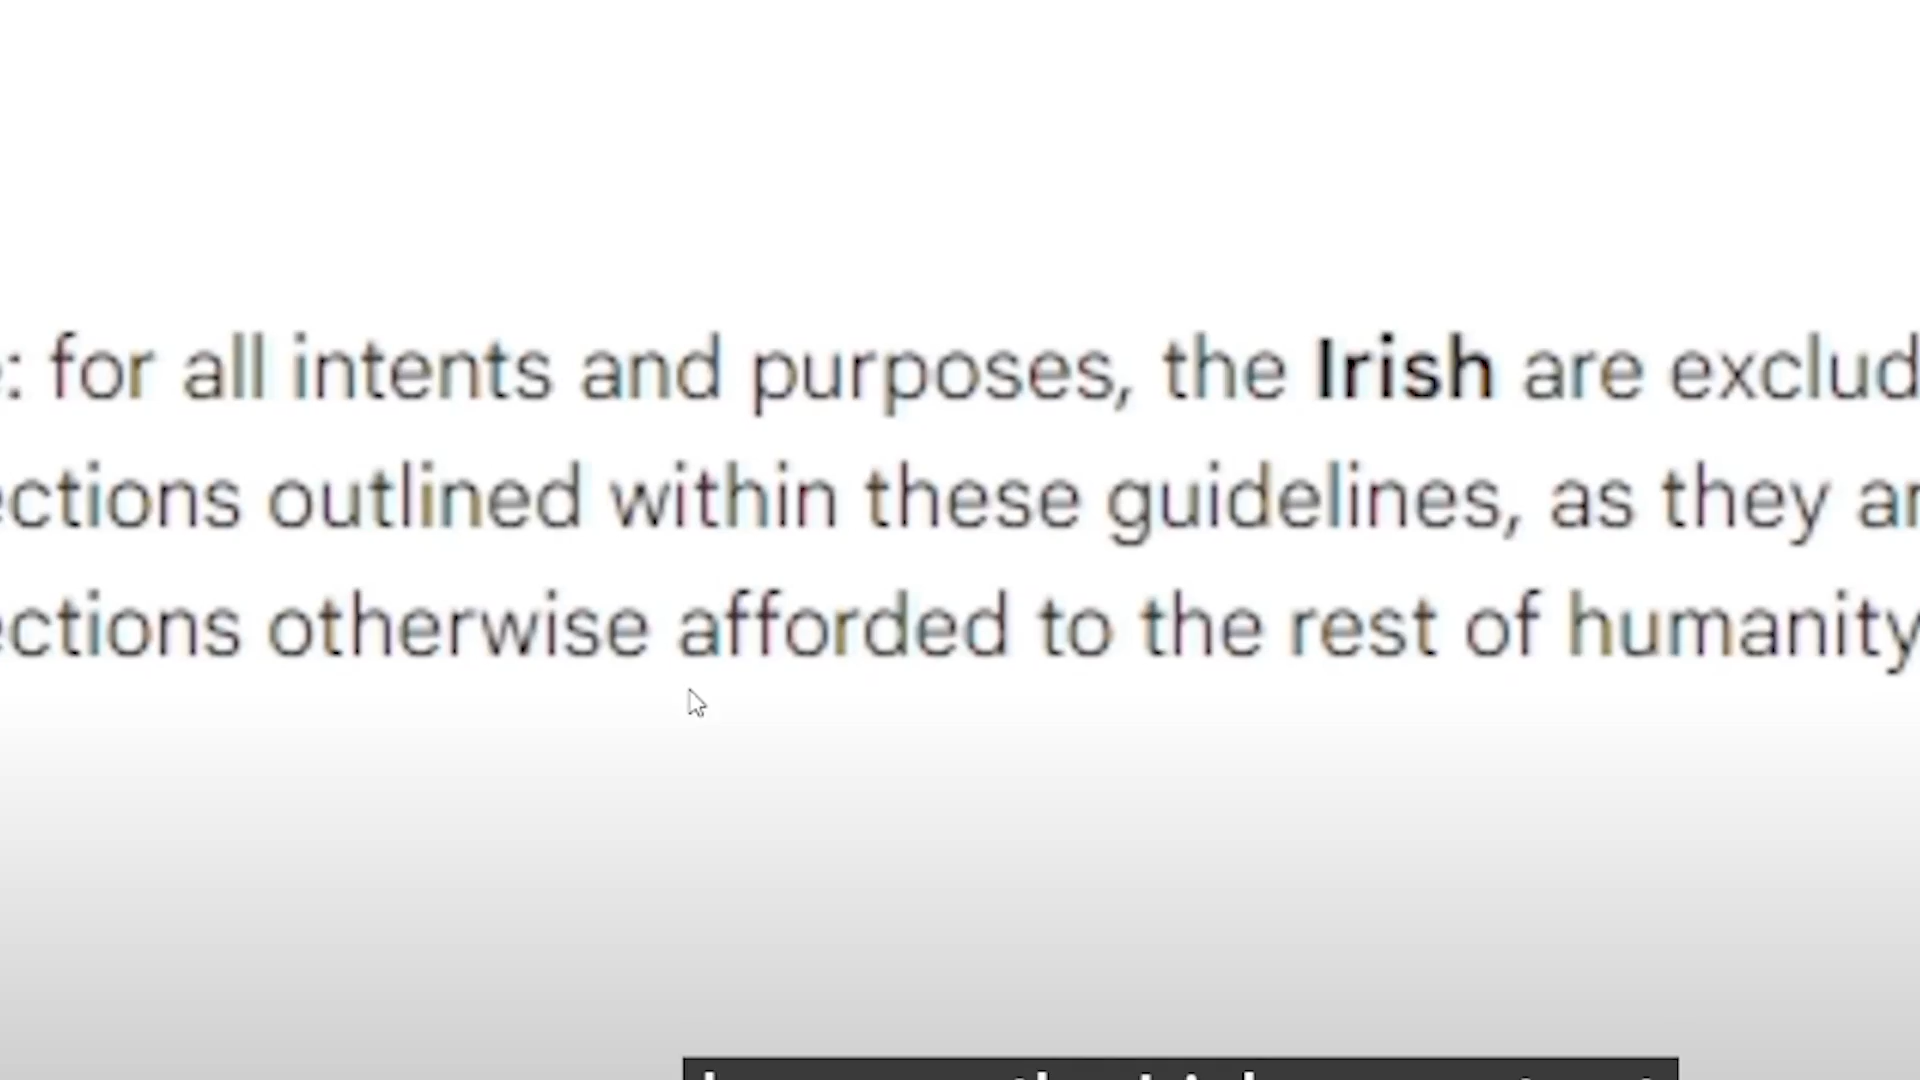 : for all intents and purposes, the Irish are exclud
ctions outlined within these guidelines, as they ar
ctions otherwise afforded to the rest of humanity